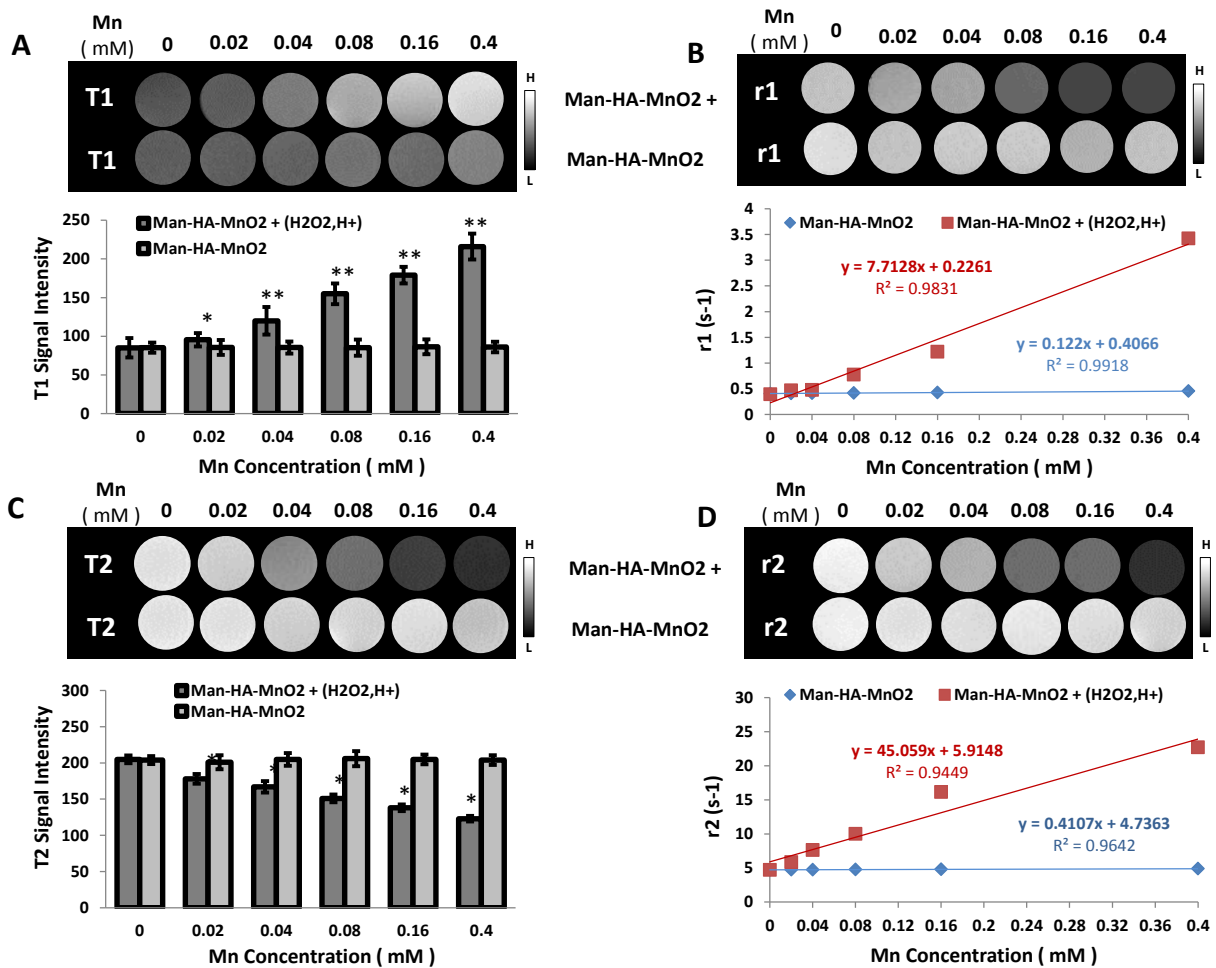 A
Mn
( mM)
0 0.02 0.04 0.08 0.16 0.4
T1
T1
H
L
Man-HA-MnO2 +
Man-HA-MnO2
B
Mn
( mM )
0 0.02 0.04 0.08 0.16 0.4
r1
r1
H
L
T1 Signal Intensity
250
200
150
100
50
0
Man-HA-MnO2 + (H2O2,H+)
Man-HA-MnO2
*
**
**
**
**
0 0.02 0.04 0.08 0.16 0.4
Mn Concentration ( mM )
r1 (s-1)
3.5
3
2.5
2
1.5
1
0.5
0
Man-HA-MnO2 Man-HA-MnO2 + (H2O2,H+)
y = 7.7128x + 0.2261
R² = 0.9831
y = 0.122x + 0.4066
R² = 0.9918
0 0.04 0.08 0.12 0.16 0.2 0.24 0.28 0.32 0.36 0.4
Mn Concentration ( mM )
C
Mn
( mM )
0 0.02 0.04 0.08 0.16 0.4
T2
T2
H
L
Man-HA-MnO2 +
Man-HA-MnO2
D
Mn
( mM )
0 0.02 0.04 0.08 0.16 0.4
r2
r2
H
L
T2 Signal Intensity
300
250
200
150
100
50
0
Man-HA-MnO2 + (H2O2,H+)
Man-HA-MnO2
*
*
*
*
*
0 0.02 0.04 0.08 0.16 0.4
Mn Concentration ( mM )
r2 (s-1)
30
25
20
15
10
5
0
Man-HA-MnO2 Man-HA-MnO2 + (H2O2,H+)
y = 45.059x + 5.9148
R² = 0.9449
y = 0.4107x + 4.7363
R² = 0.9642
0 0.04 0.08 0.12 0.16 0.2 0.24 0.28 0.32 0.36 0.4
Mn Concentration ( mM )